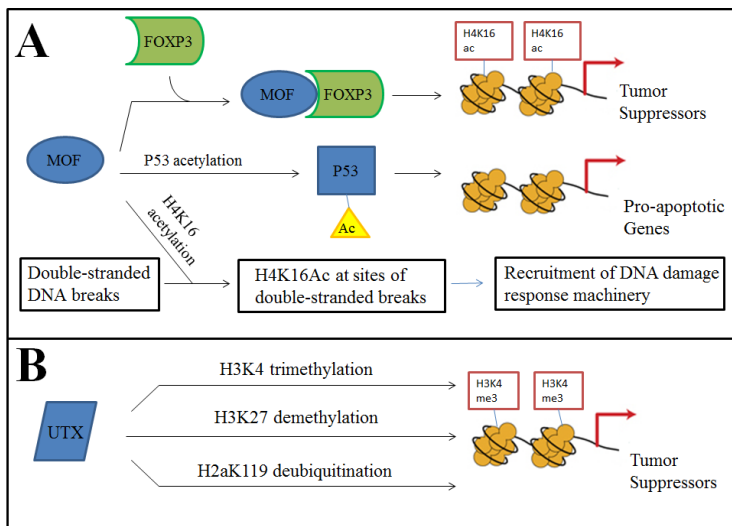 A
FOXP3
MOF
FOXP3
H4K16
ac
H4K16
ac
Tumor
Suppressors
MOF
P53 acetylation
P53
Ac
Pro-apoptotic
Genes
H4K16
acetylation
Double-stranded
DNA breaks
H4K16Ac at sites of
double-stranded breaks
Recruitment of DNA damage
response machinery
B
UTX
H3K4 trimethylation
H3K27 demethylation
H2aK119 deubiquitination
H3K4
me3
H3K4
me3
Tumor
Suppressors